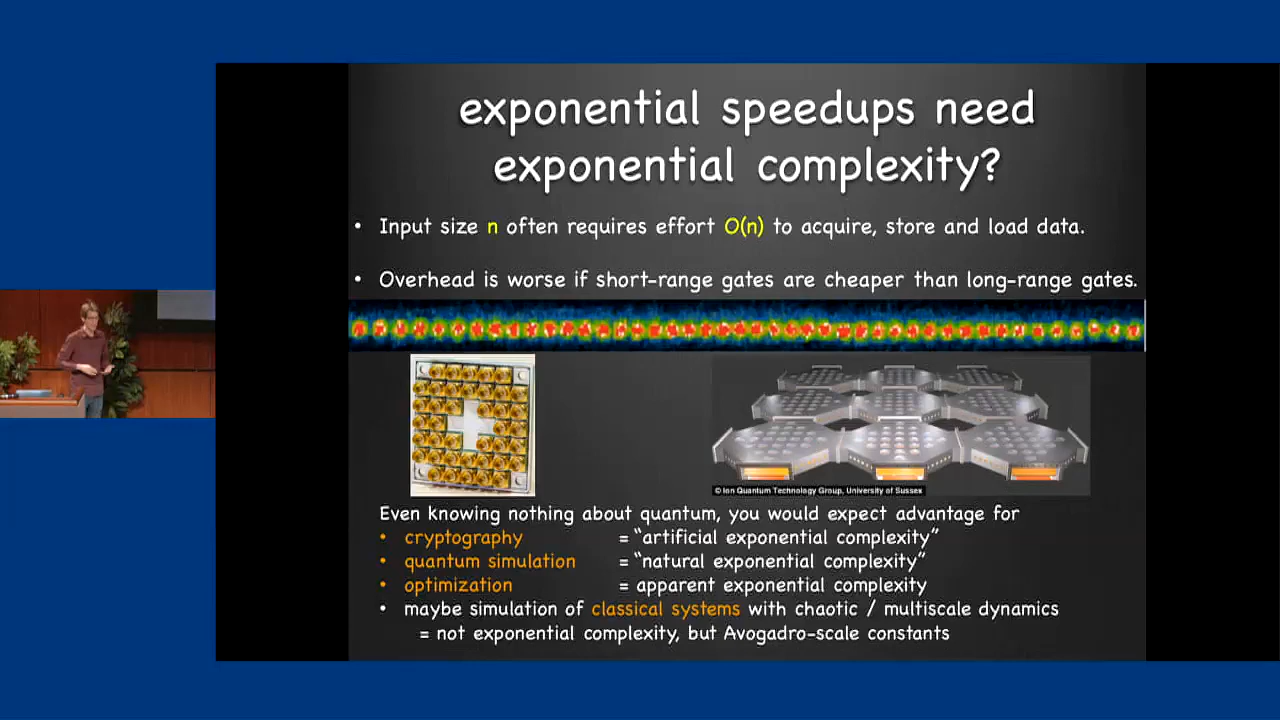 exponential speedups need
exponential complexity?
• Input size n often requires effort O(n) to acquire, store and load data.
• Overhead is worse if short-range gates are cheaper than long-range gates.
© Ion Quantum Technology Group, University of Sussex
Even knowing nothing about quantum, you would expect advantage for
• cryptography = “artificial exponential complexity”
• quantum simulation = “natural exponential complexity”
• optimization = apparent exponential complexity
• maybe simulation of classical systems with chaotic / multiscale dynamics
= not exponential complexity, but Avogadro-scale constants